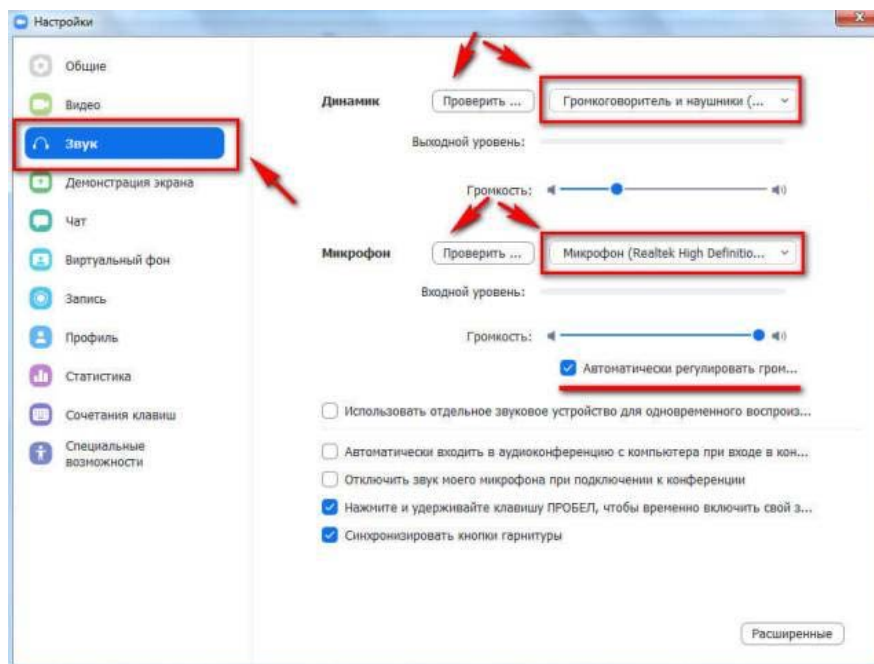 Настройки
Общие
Видео
Звук
Демонстрация экрана
Чат
Виртуальный фон
Запись
Профиль
Статистика
Сочетания клавиш
Специальные
возможности
Динамик
Проверить ...
Громкоговоритель и наушники (...
Выходной уровень:
Громкость:
Микрофон
Проверить ...
Микрофон (Realtek High Definitio...
Входной уровень:
Громкость:
Автоматически регулировать гром...
Использовать отдельное звуковое устройство для одновременного воспроиз...
Автоматически входить в аудиоконференцию с компьютера при входе в кон...
Отключить звук моего микрофона при подключении к конференции
Нажмите и удерживайте клавишу ПРОБЕЛ, чтобы временно включить свой з...
Синхронизировать кнопки гарнитуры
Расширенные